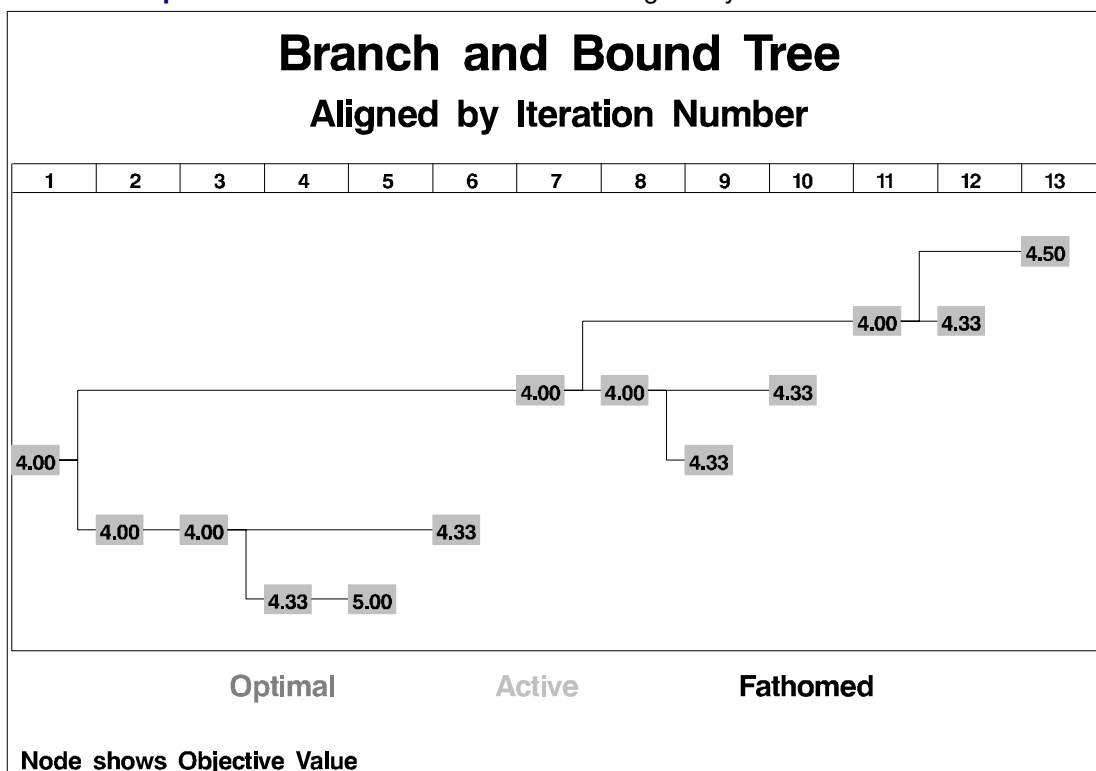 Branch and Bound Tree
Aligned by Iteration Number
1 2 3 4 5 6 7 8 9 10 11 12 13
4.50
4.00 4.33
4.00 4.00 4.33
4.00 4.33
4.00 4.00 4.33
4.33 5.00
Optimal Active Fathomed
Node shows Objective Value